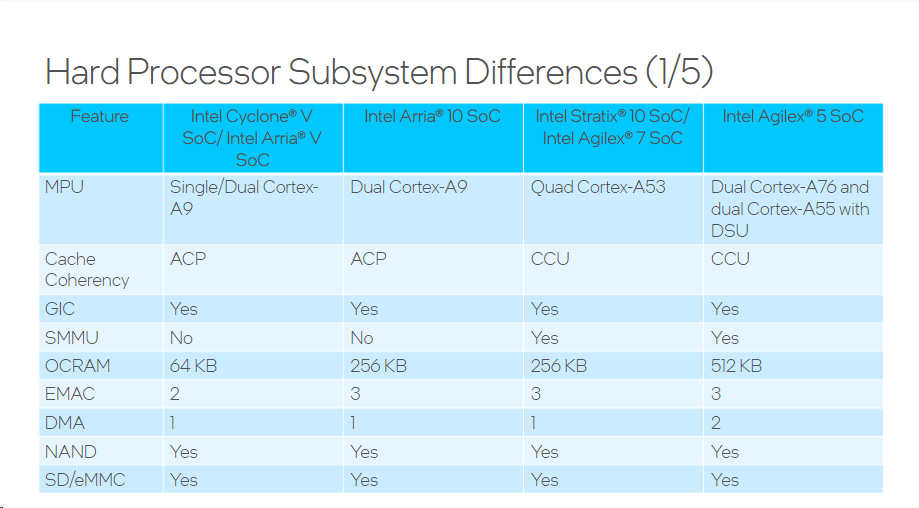 Hard Processor Subsystem Differences (1/5)
Feature
Intel Cyclone® V
SoC/ Intel Arria® V
SoC
Intel Arria® 10 SoC
Intel Stratix® 10 SoC/
Intel Agilex® 7 SoC
Intel Agilex® 5 SoC
MPU
Single/Dual Cortex-
A9
Dual Cortex-A9
Quad Cortex-A53
Dual Cortex-A76 and
dual Cortex-A55 with
DSU
Cache
Coherency
ACP
ACP
CCU
CCU
GIC
Yes
Yes
Yes
Yes
SMMU
No
No
Yes
Yes
OCRAM
64 KB
256 KB
256 KB
512 KB
EMAC
2
3
3
3
DMA
1
1
1
2
NAND
Yes
Yes
Yes
Yes
SD/eMMC
Yes
Yes
Yes
Yes